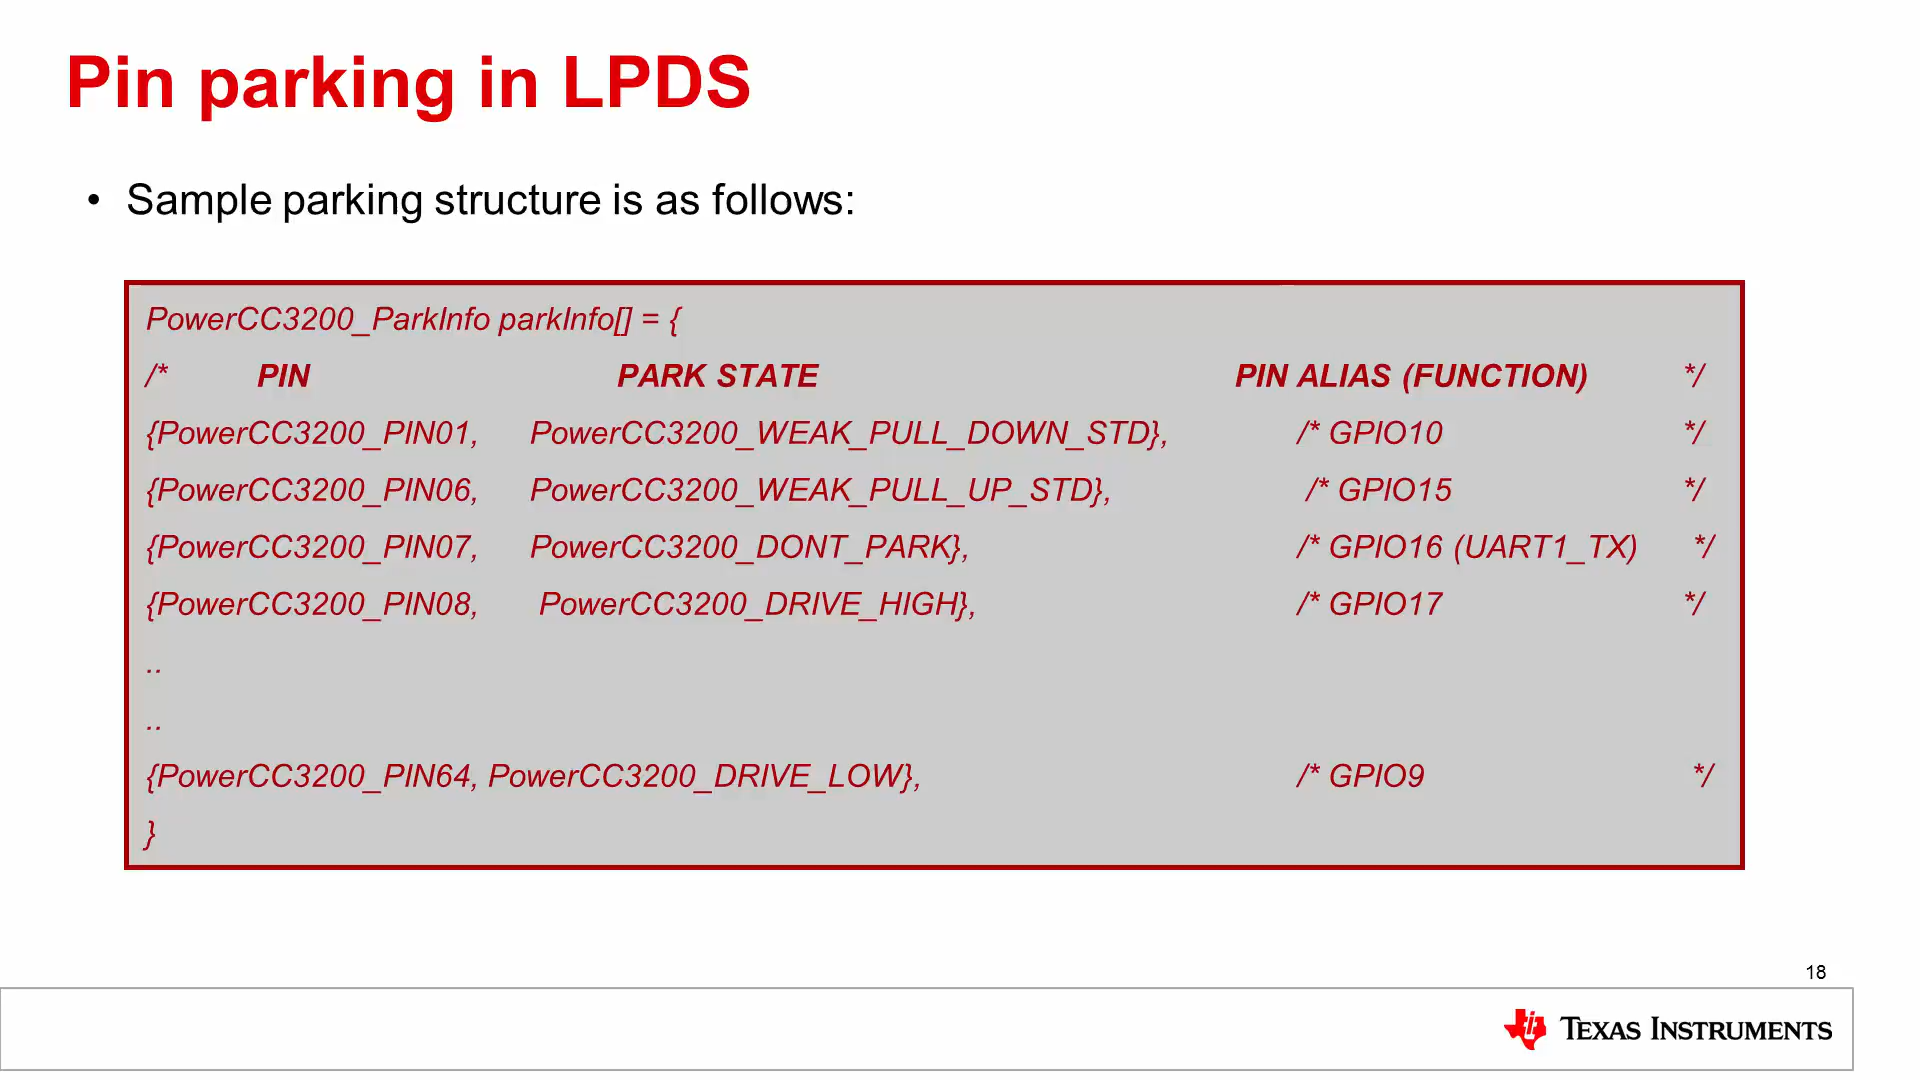 Pin parking in LPDS
• Sample parking structure is as follows:
PowerCC3200_ParkInfo parkInfo[] = {
/* PIN PARK STATE PIN ALIAS (FUNCTION) */
{PowerCC3200_PIN01, PowerCC3200_WEAK_PULL_DOWN_STD}, /* GPIO10 */
{PowerCC3200_PIN06, PowerCC3200_WEAK_PULL_UP_STD}, /* GPIO15 */
{PowerCC3200_PIN07, PowerCC3200_DONT_PARK}, /* GPIO16 (UART1_TX) */
{PowerCC3200_PIN08, PowerCC3200_DRIVE_HIGH}, /* GPIO17 */
..
..
{PowerCC3200_PIN64, PowerCC3200_DRIVE_LOW}, /* GPIO9 */
}
18
TEXAS INSTRUMENTS